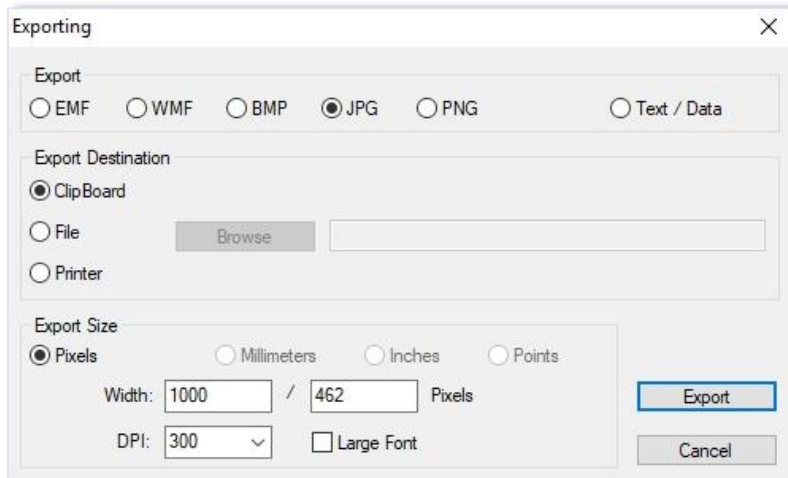 Exporting
Export
EMF WMF BMP JPG PNG Text / Data
Export Destination
ClipBoard
File Browse
Printer
Export Size
Pixels Millimeters Inches Points
Width: 1000 / 462 Pixels Export
DPI: 300 Large Font Cancel